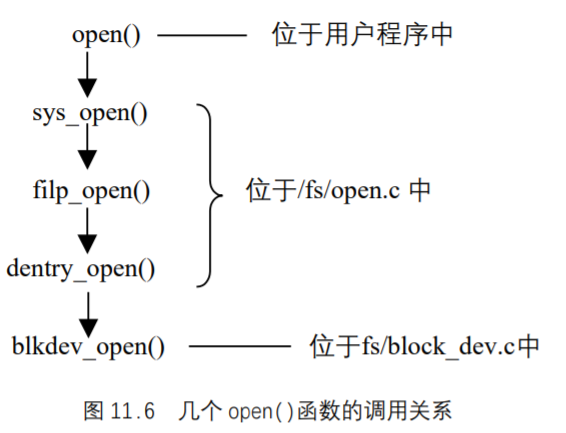 open() 位于用户程序中
sys_open()
filp_open() 位于/fs/open.c 中
dentry_open()
blkdev_open() 位于fs/block_dev.c中
图 11.6 几个 open()函数的调用关系